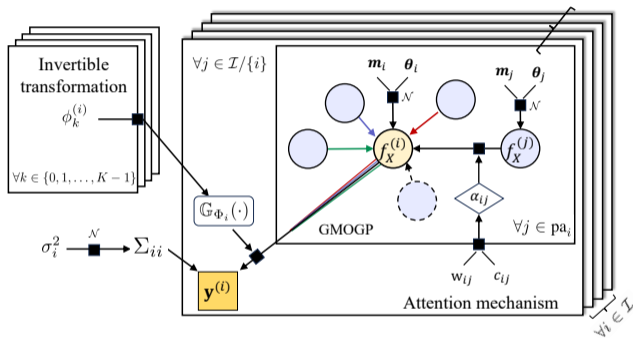 Invertible
transformation
ϕ_k^{(i)}
∀k ∈ {0, 1, . . . , K − 1}
∀j ∈ ℐ/{i}
𝒎_i 𝜽_i
𝒩
𝒎_j 𝜽_j
𝒩
f_X^{(i)}
f_X^{(j)}
α_{ij}
𝔾_{Φ_i}(·)
GMOGP
∀j ∈ pa_i
σ_i^2
𝒩
Σ_{ii}
w_{ij} c_{ij}
𝐲^{(i)}
Attention mechanism
∀i ∈ ℐ